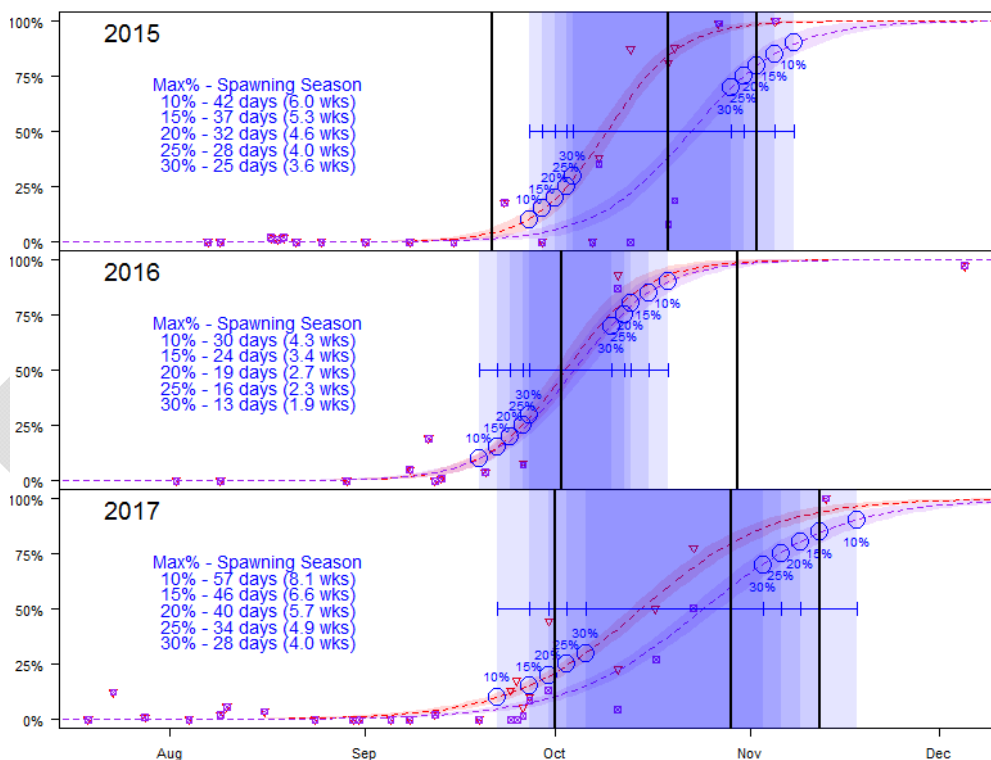 100%
75%
50%
25%
0%
2015
Max% - Spawning Season
10% - 42 days (6.0 wks)
15% - 37 days (5.3 wks)
20% - 32 days (4.6 wks)
25% - 28 days (4.0 wks)
30% - 25 days (3.6 wks)
30%
25%
20%
15%
10%
10%
15%
20%
25%
30%
100%
75%
50%
25%
0%
2016
Max% - Spawning Season
10% - 30 days (4.3 wks)
15% - 24 days (3.4 wks)
20% - 19 days (2.7 wks)
25% - 16 days (2.3 wks)
30% - 13 days (1.9 wks)
30%
25%
20%
15%
10%
10%
15%
20%
25%
30%
100%
75%
50%
25%
0%
2017
Max% - Spawning Season
10% - 57 days (8.1 wks)
15% - 46 days (6.6 wks)
20% - 40 days (5.7 wks)
25% - 34 days (4.9 wks)
30% - 28 days (4.0 wks)
30%
25%
20%
15%
10%
10%
15%
20%
25%
30%
Aug Sep Oct Nov Dec